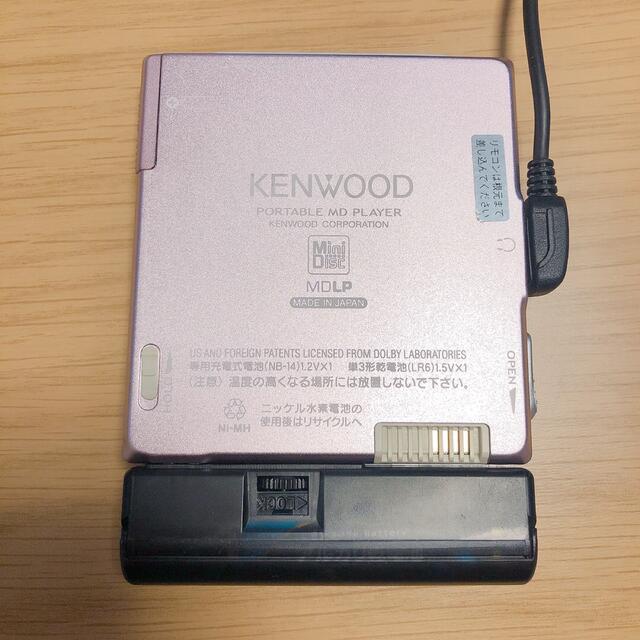 KENWOOD
PORTABLE MD PLAYER
KENWOOD CORPORATION
Mini
Disc
MDLP
MADE IN JAPAN
リモコンは根元まで
差し込んでください。
HOLD
OPEN
US AND FOREIGN PATENTS LICENSED FROM DOLBY LABORATORIES
専用充電式電池(NB-14)1.2V×1 単3形乾電池(LR6)1.5V×1
(注意) 温度の高くなる場所には放置しないで下さい。
Ni-MH
ニッケル水素電池の
使用後はリサイクルへ
LOCK